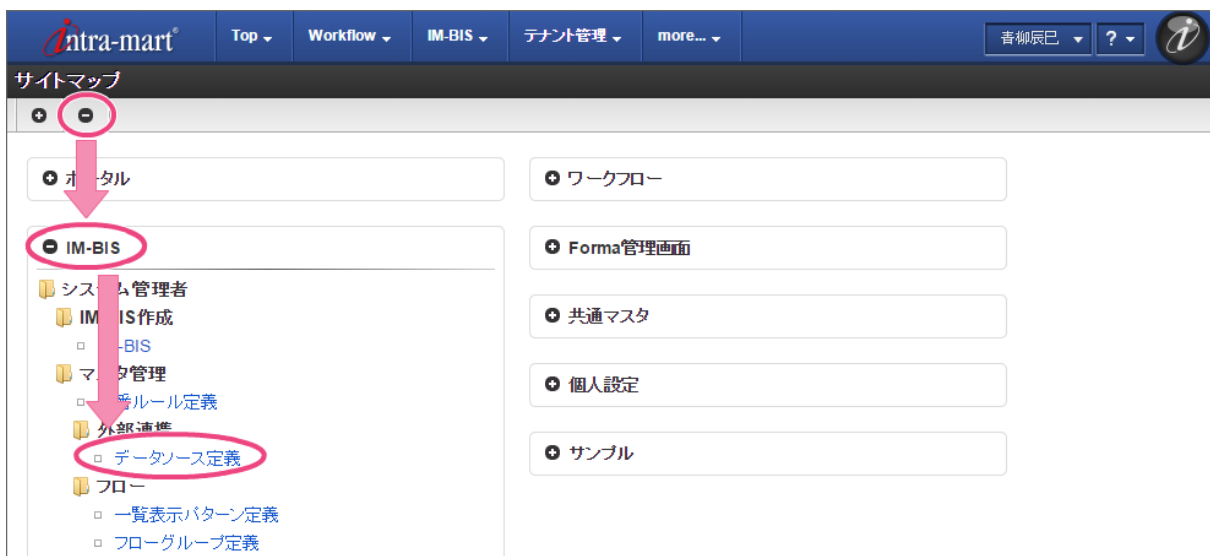 intra-mart® Top Workflow IM-BIS テナント管理 more... 青柳辰巳 ?
サイトマップ
ポータル
IM-BIS
システム管理者
IM-BIS作成
IM-BIS
マスタ管理
外部連携
データソース定義
フロー
一覧表示パターン定義
フローグループ定義
ワークフロー
Forma管理画面
共通マスタ
個人設定
サンプル